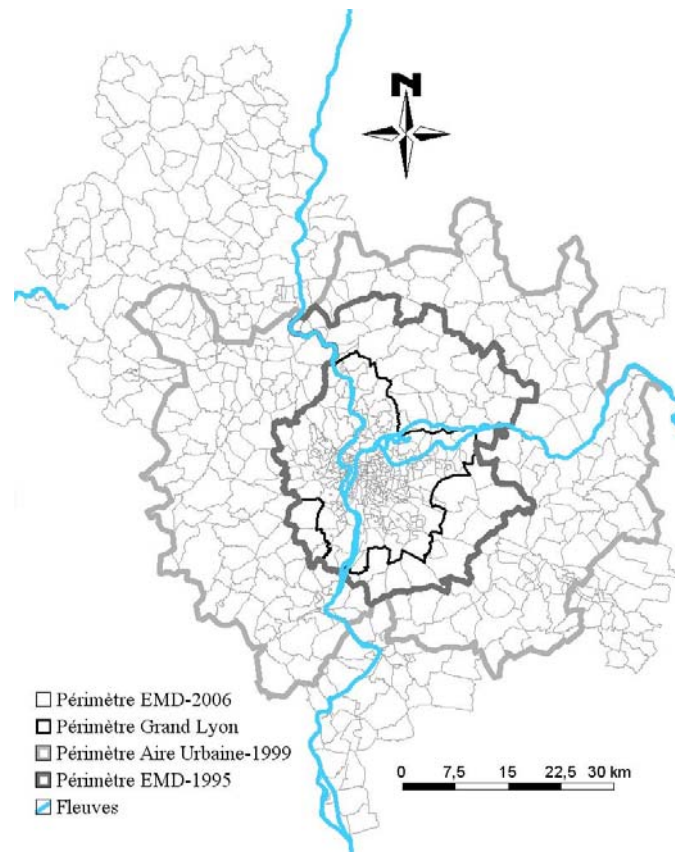 N
Périmètre EMD-2006
Périmètre Grand Lyon
Périmètre Aire Urbaine-1999
Périmètre EMD-1995
Fleuves
0 7,5 15 22,5 30 km